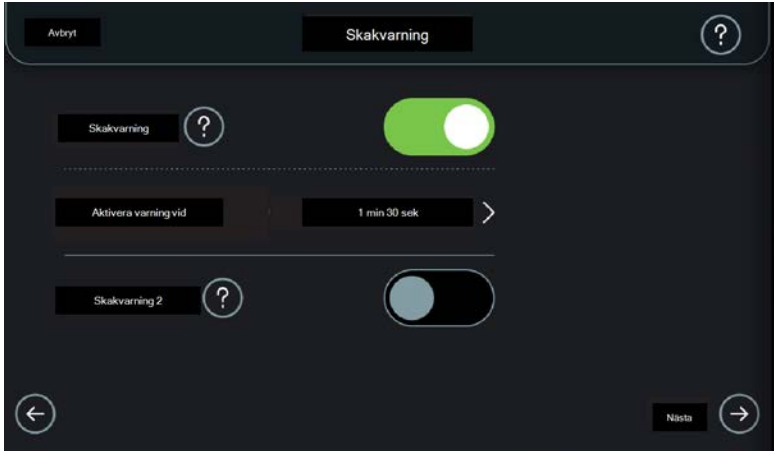 Avbryt
Skakvarning
?
Skakvarning ?
Aktivera varning vid 1 min 30 sek
Skakvarning 2 ?
Nästa